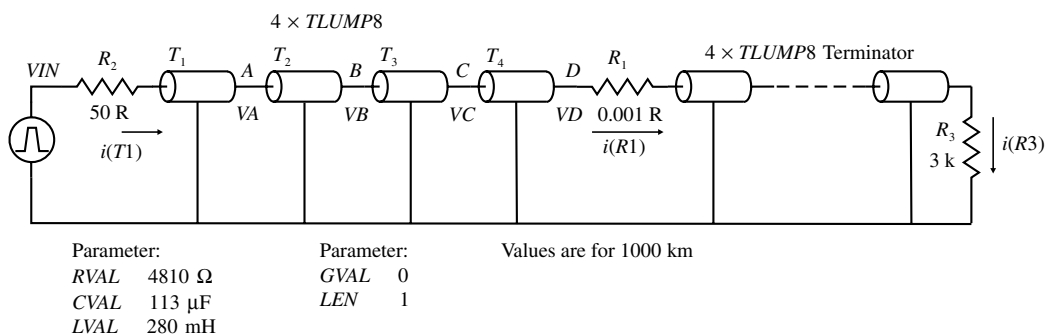 4 × TLUMP8
VIN R₂ T₁ A T₂ B T₃ C T₄ D R₁ 4 × TLUMP8 Terminator
50 R VA VB VC VD 0.001 R R₃ i(R3)
i(T1) i(R1) 3 k
Parameter: Parameter: Values are for 1000 km
RVAL 4810 Ω GVAL 0
CVAL 113 μF LEN 1
LVAL 280 mH